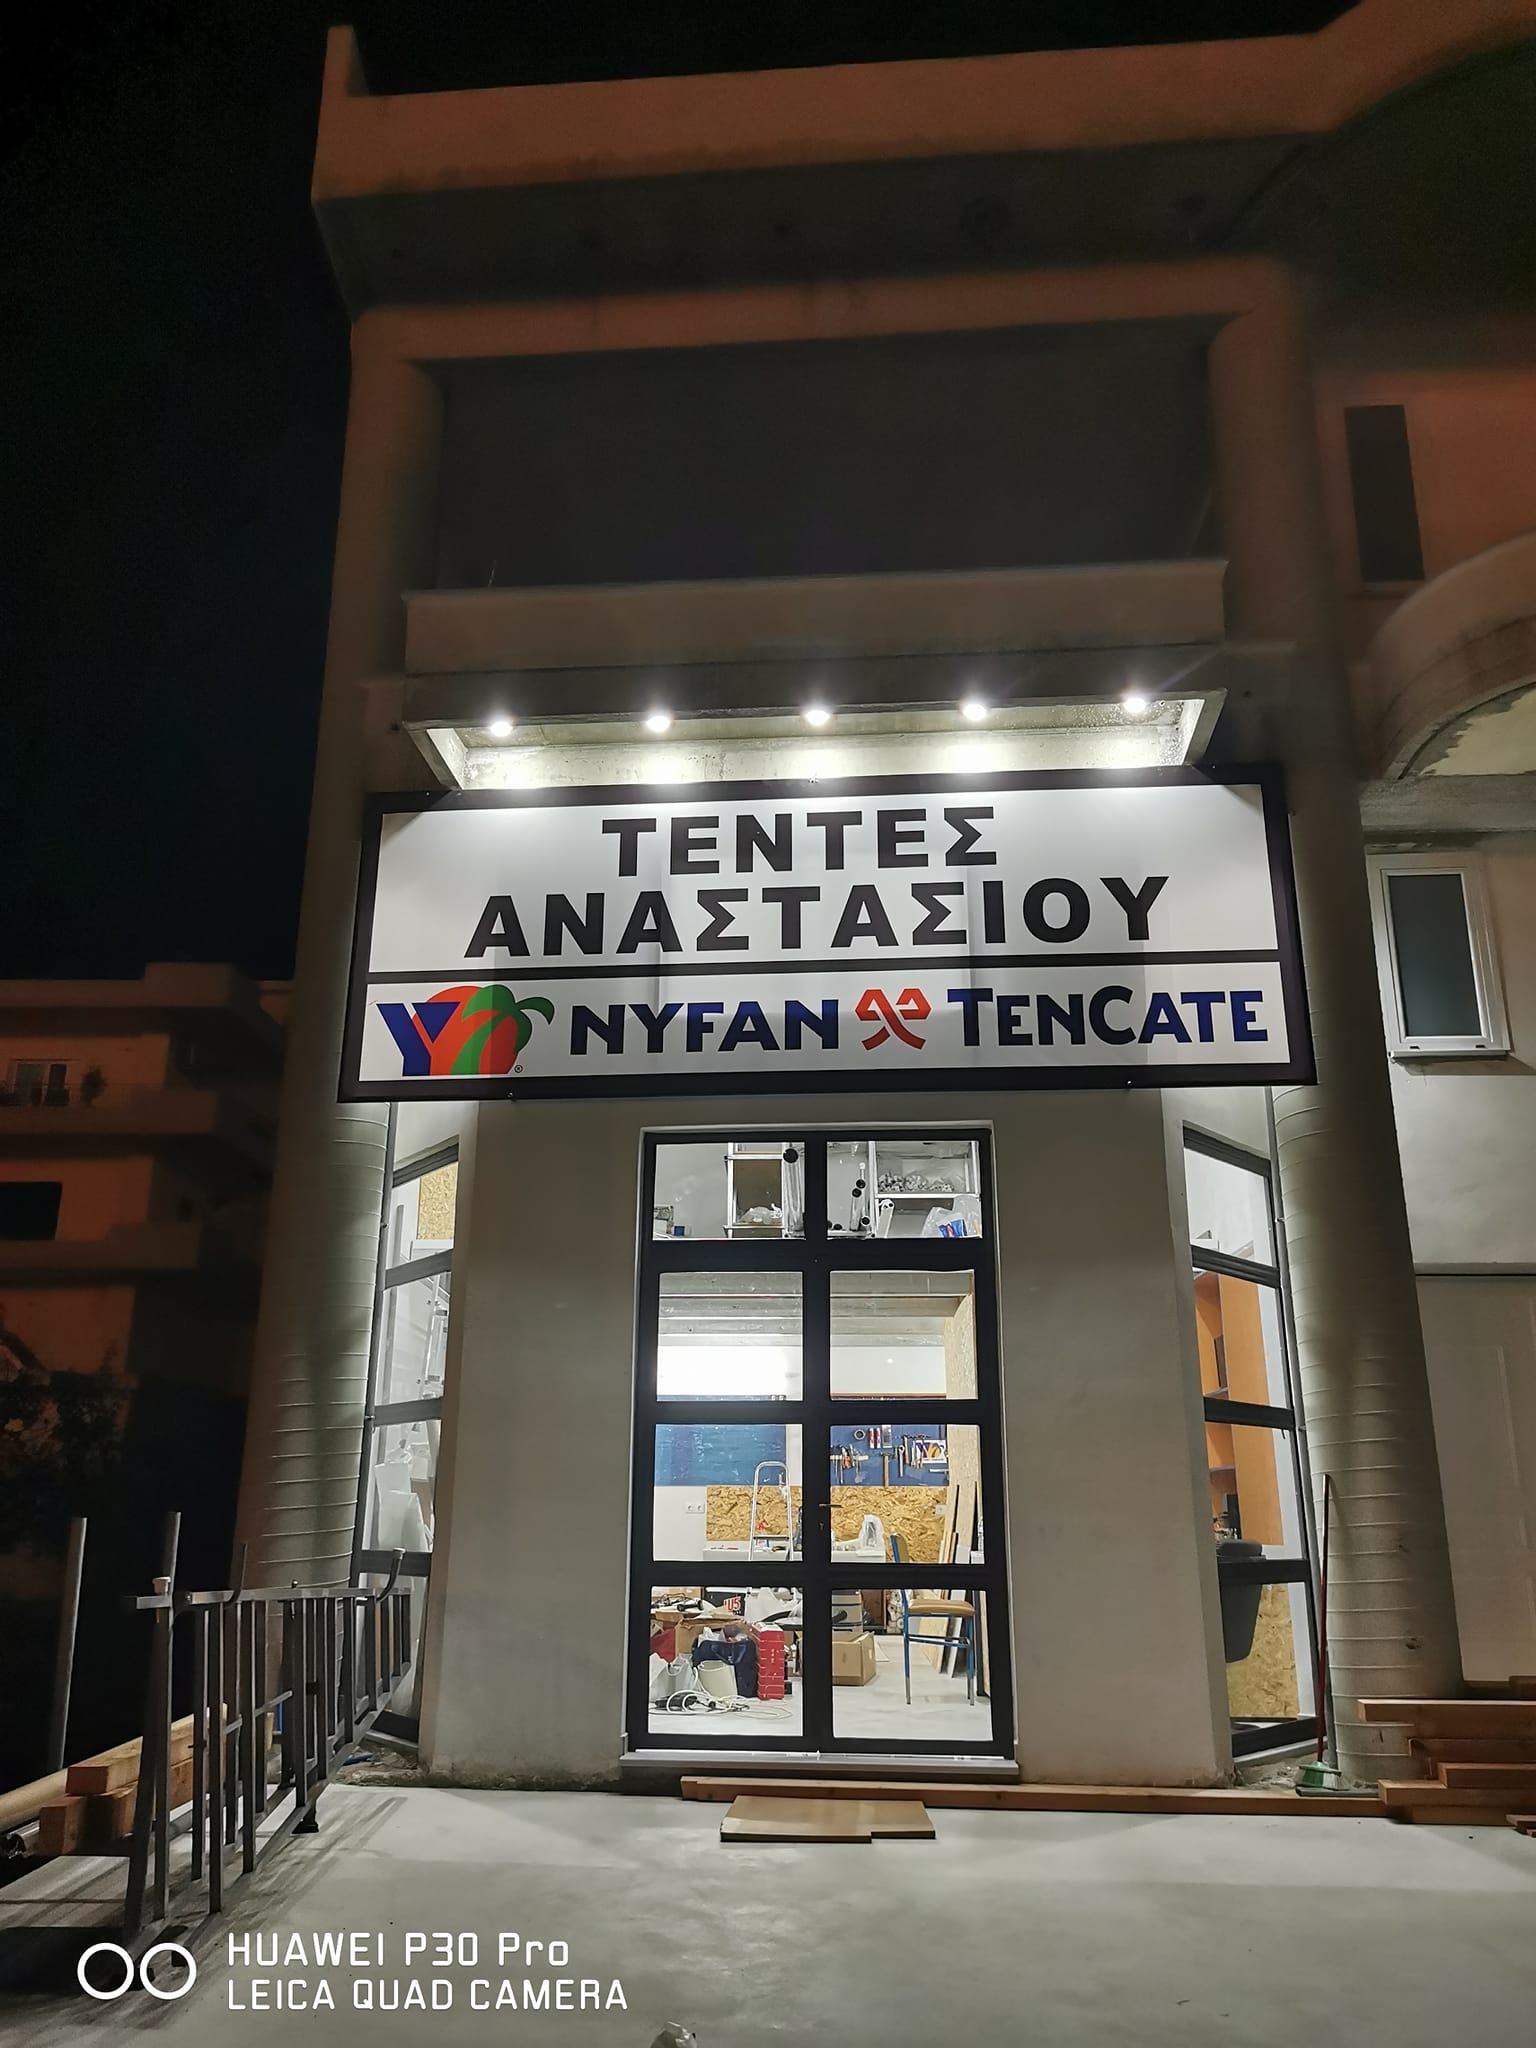 ΤΕΝΤΕΣ
ΑΝΑΣΤΑΣΙΟΥ
® NYFAN TENCATE
HUAWEI P30 Pro
LEICA QUAD CAMERA